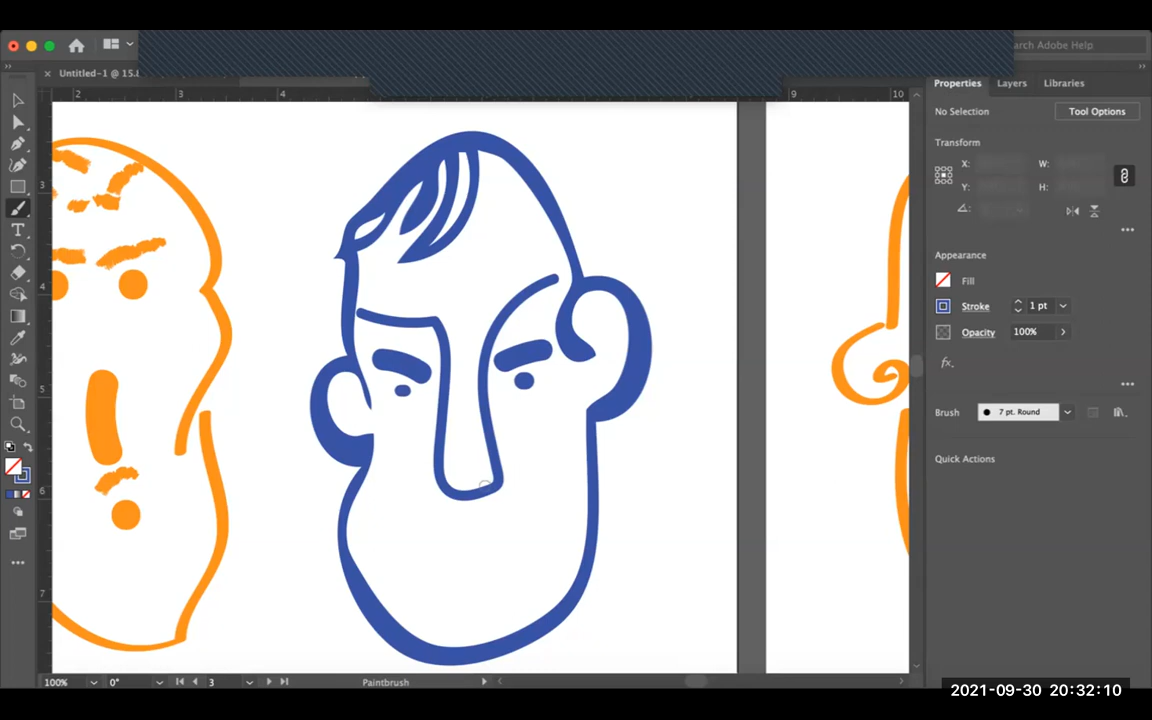 arch Adobe Help
Untitled-1 @ 15.8
Properties Layers Libraries
2 3 4 9 10
No Selection Tool Options
Transform
X: W:
Y: H:
3
4
5
6
7
Appearance
Fill
Stroke 1 pt
Opacity 100%
fx.
Brush 7 pt. Round
Quick Actions
100% 0° 3 Paintbrush
2021-09-30 20:32:10